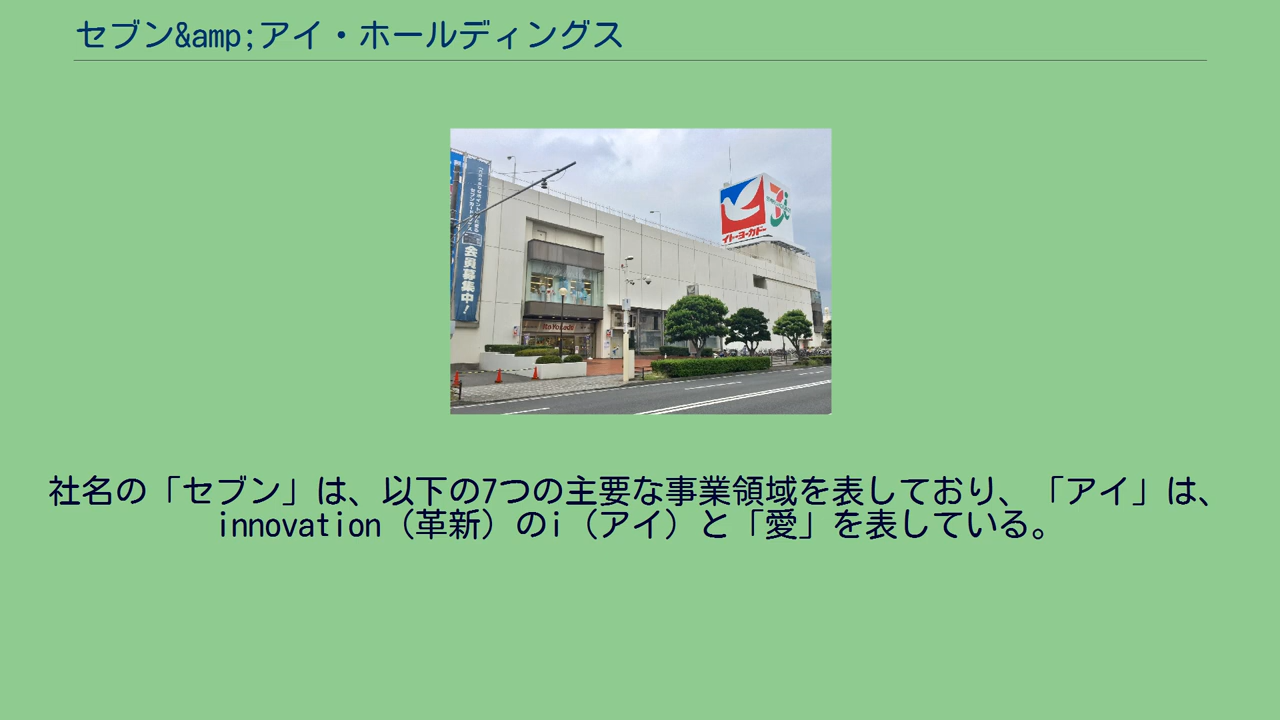 セブン&amp;アイ・ホールディングス
イトーヨーカドー
会員募集中!
Ito Yokado
社名の「セブン」は、以下の7つの主要な事業領域を表しており、「アイ」は、
innovation（革新）のi（アイ）と「愛」を表している。